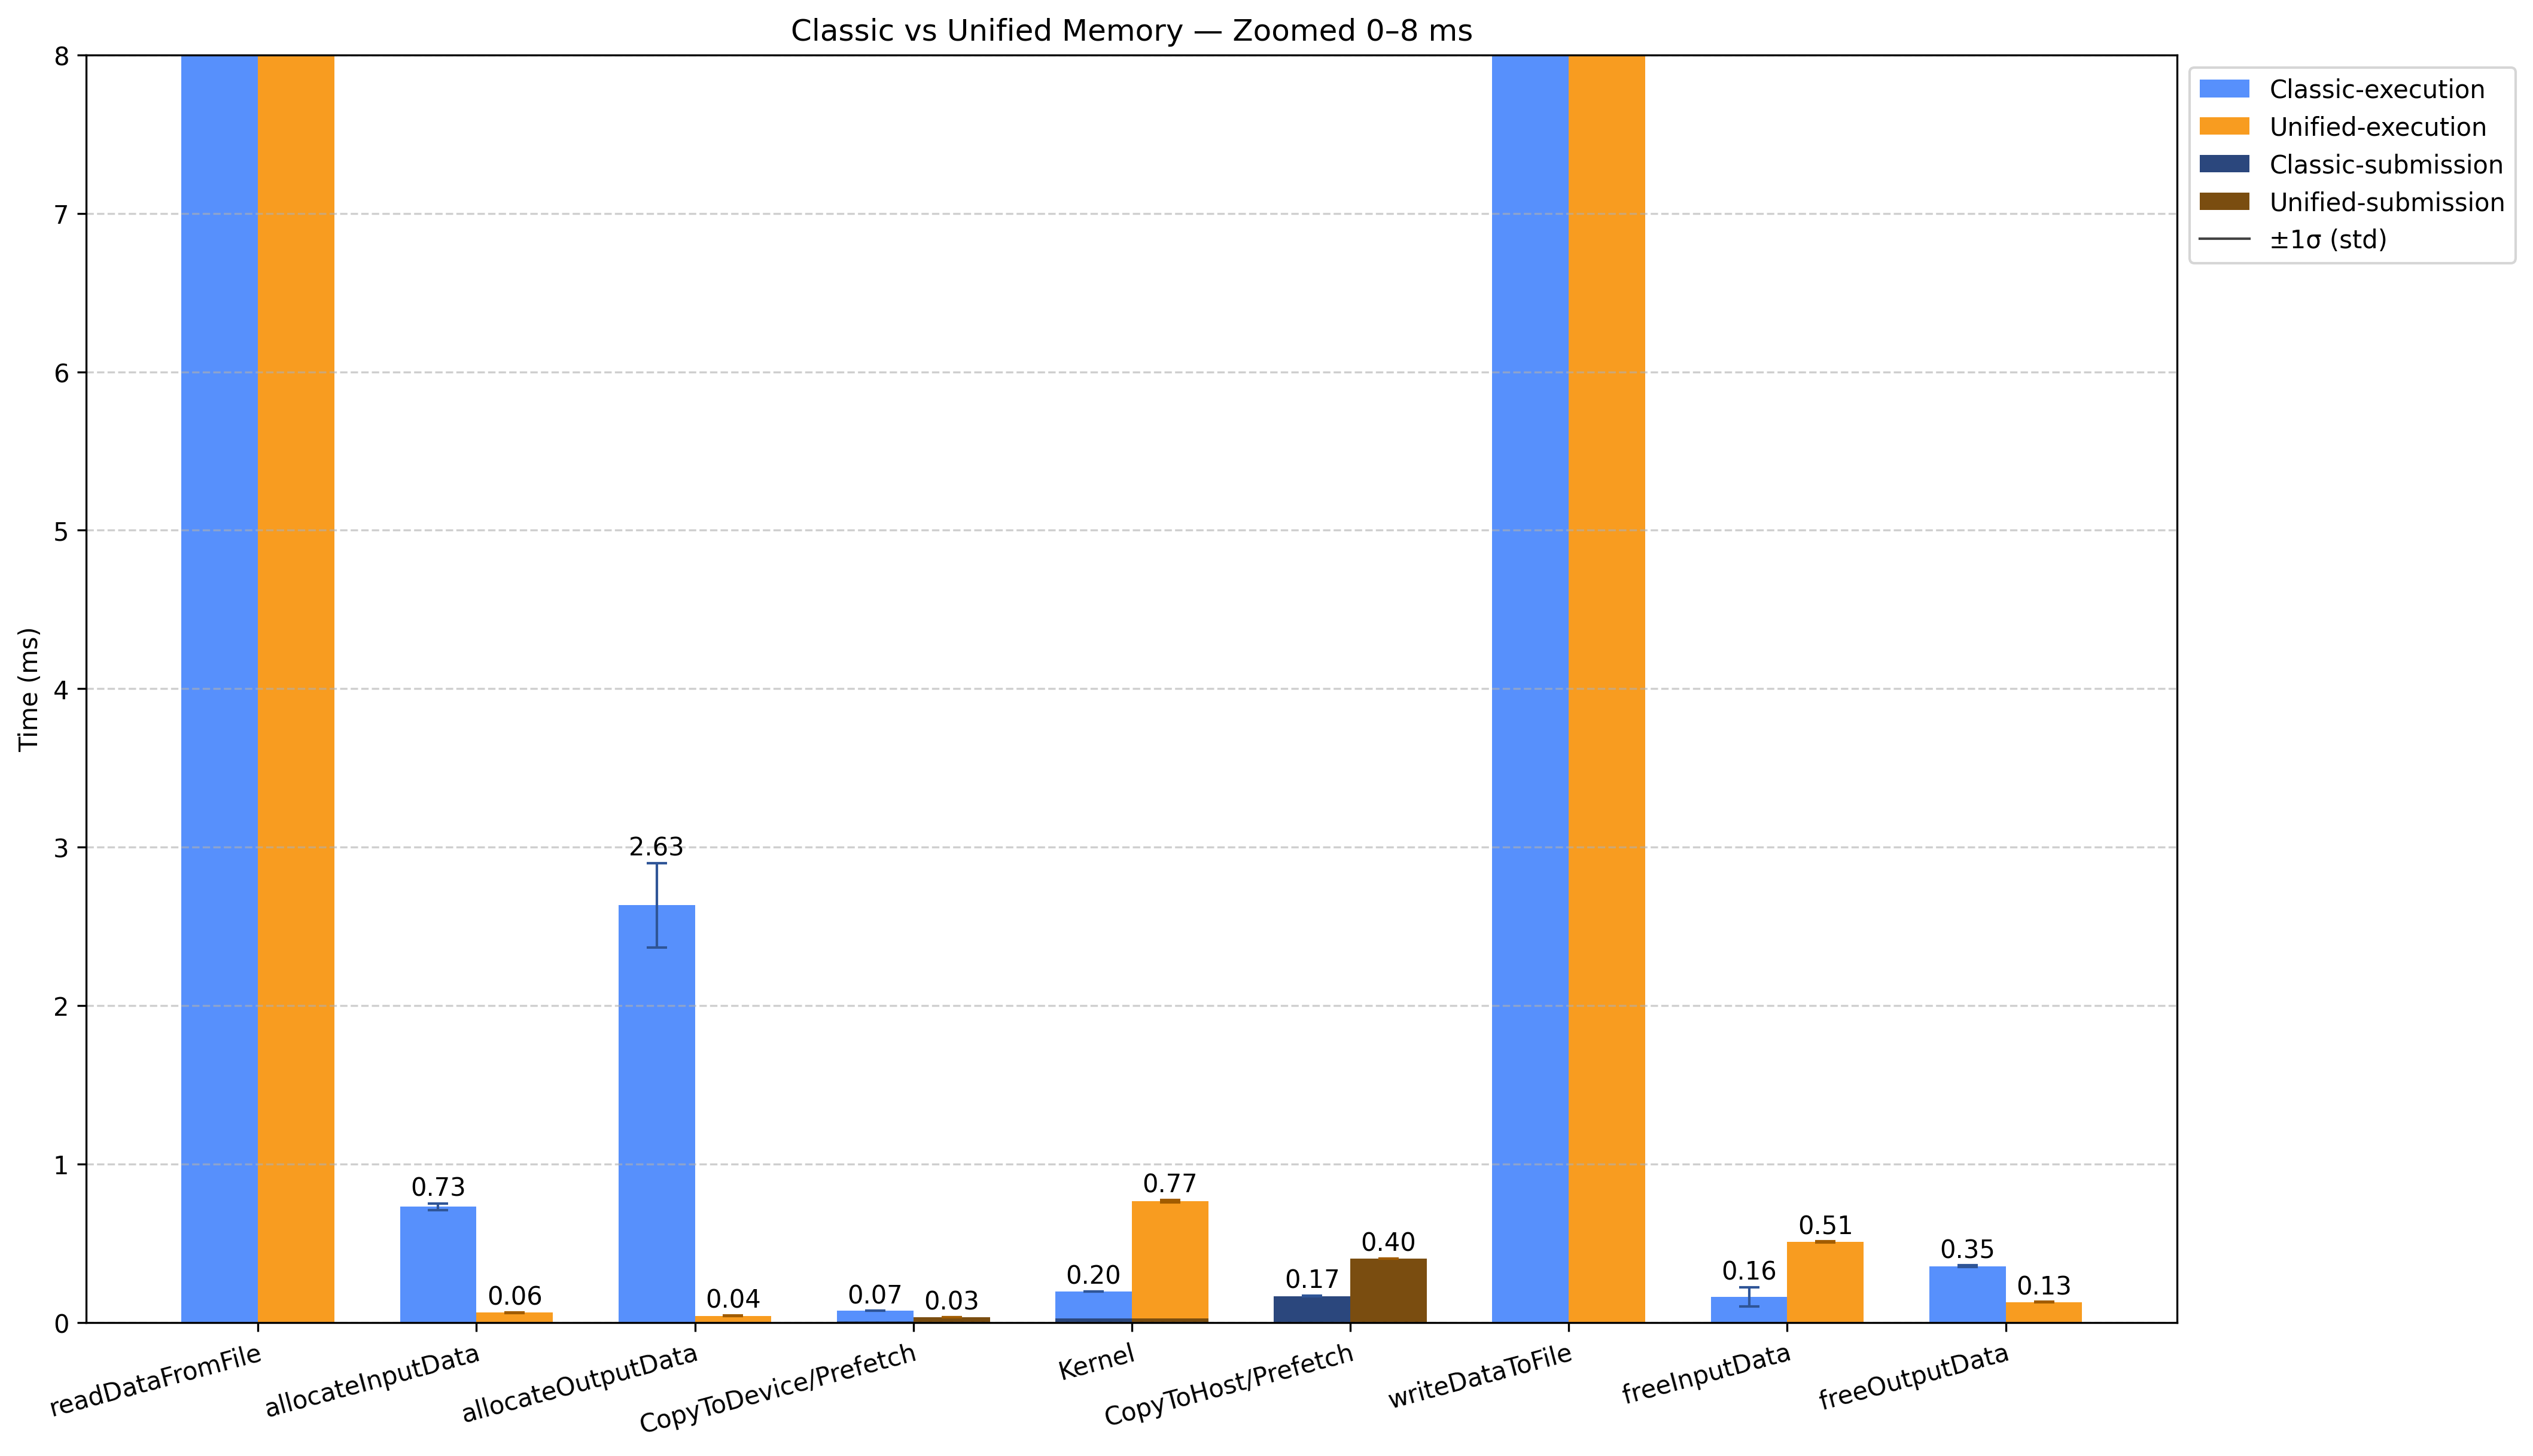 Classic vs Unified Memory — Zoomed 0–8 ms
Classic-execution
Unified-execution
Classic-submission
Unified-submission
±1σ (std)
Time (ms)
8
7
6
5
4
3
2
1
0
0.73
0.06
2.63
0.04
0.07
0.03
0.20
0.77
0.17
0.40
0.16
0.51
0.35
0.13
readDataFromFile
allocateInputData
allocateOutputData
CopyToDevice/Prefetch
Kernel
CopyToHost/Prefetch
writeDataToFile
freeInputData
freeOutputData